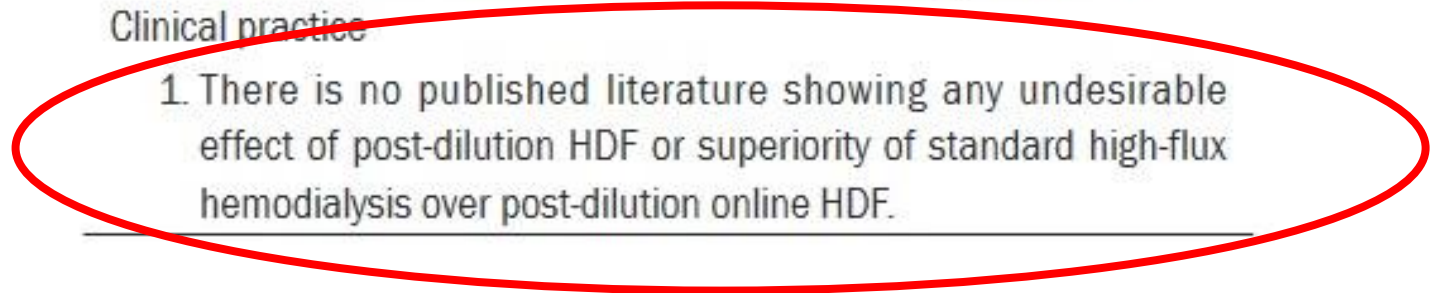 Clinical practice
1. There is no published literature showing any undesirable
effect of post-dilution HDF or superiority of standard high-flux
hemodialysis over post-dilution online HDF.